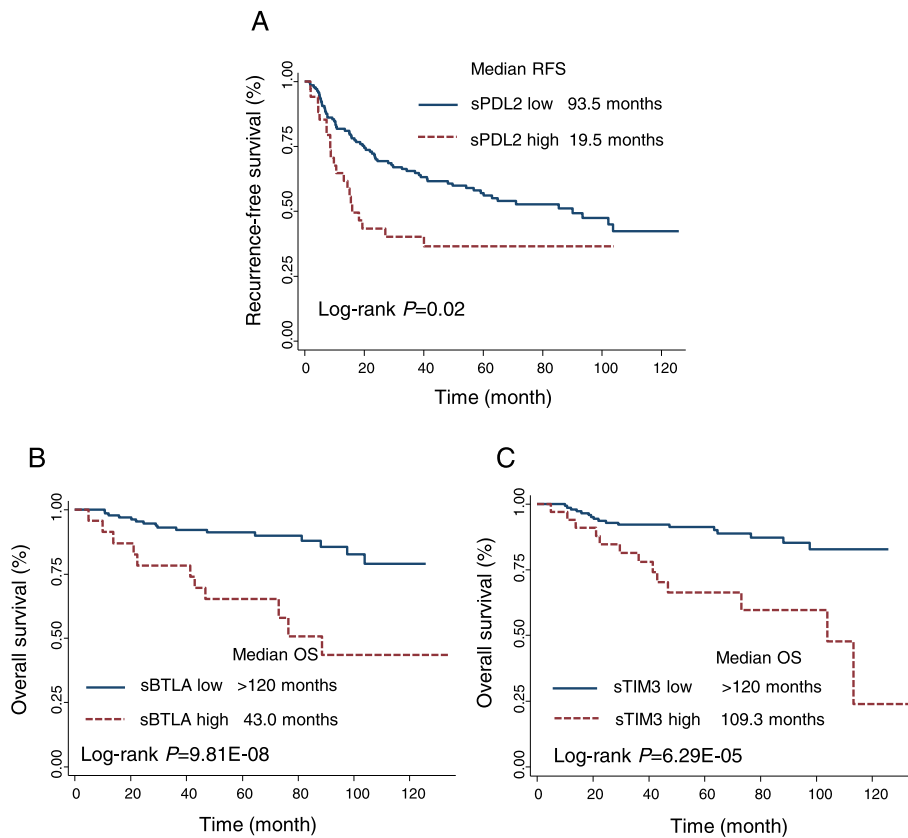 A
Median RFS
sPDL2 low 93.5 months
sPDL2 high 19.5 months
Recurrence-free survival (%)
1.00
0.75
0.50
0.25
0.00
Log-rank P=0.02
0 20 40 60 80 100 120
Time (month)
B
Overall survival (%)
1.00
0.75
0.50
0.25
0.00
Median OS
sBTLA low >120 months
sBTLA high 43.0 months
Log-rank P=9.81E-08
0 20 40 60 80 100 120
Time (month)
C
Overall survival (%)
1.00
0.75
0.50
0.25
0.00
Median OS
sTIM3 low >120 months
sTIM3 high 109.3 months
Log-rank P=6.29E-05
0 20 40 60 80 100 120
Time (month)